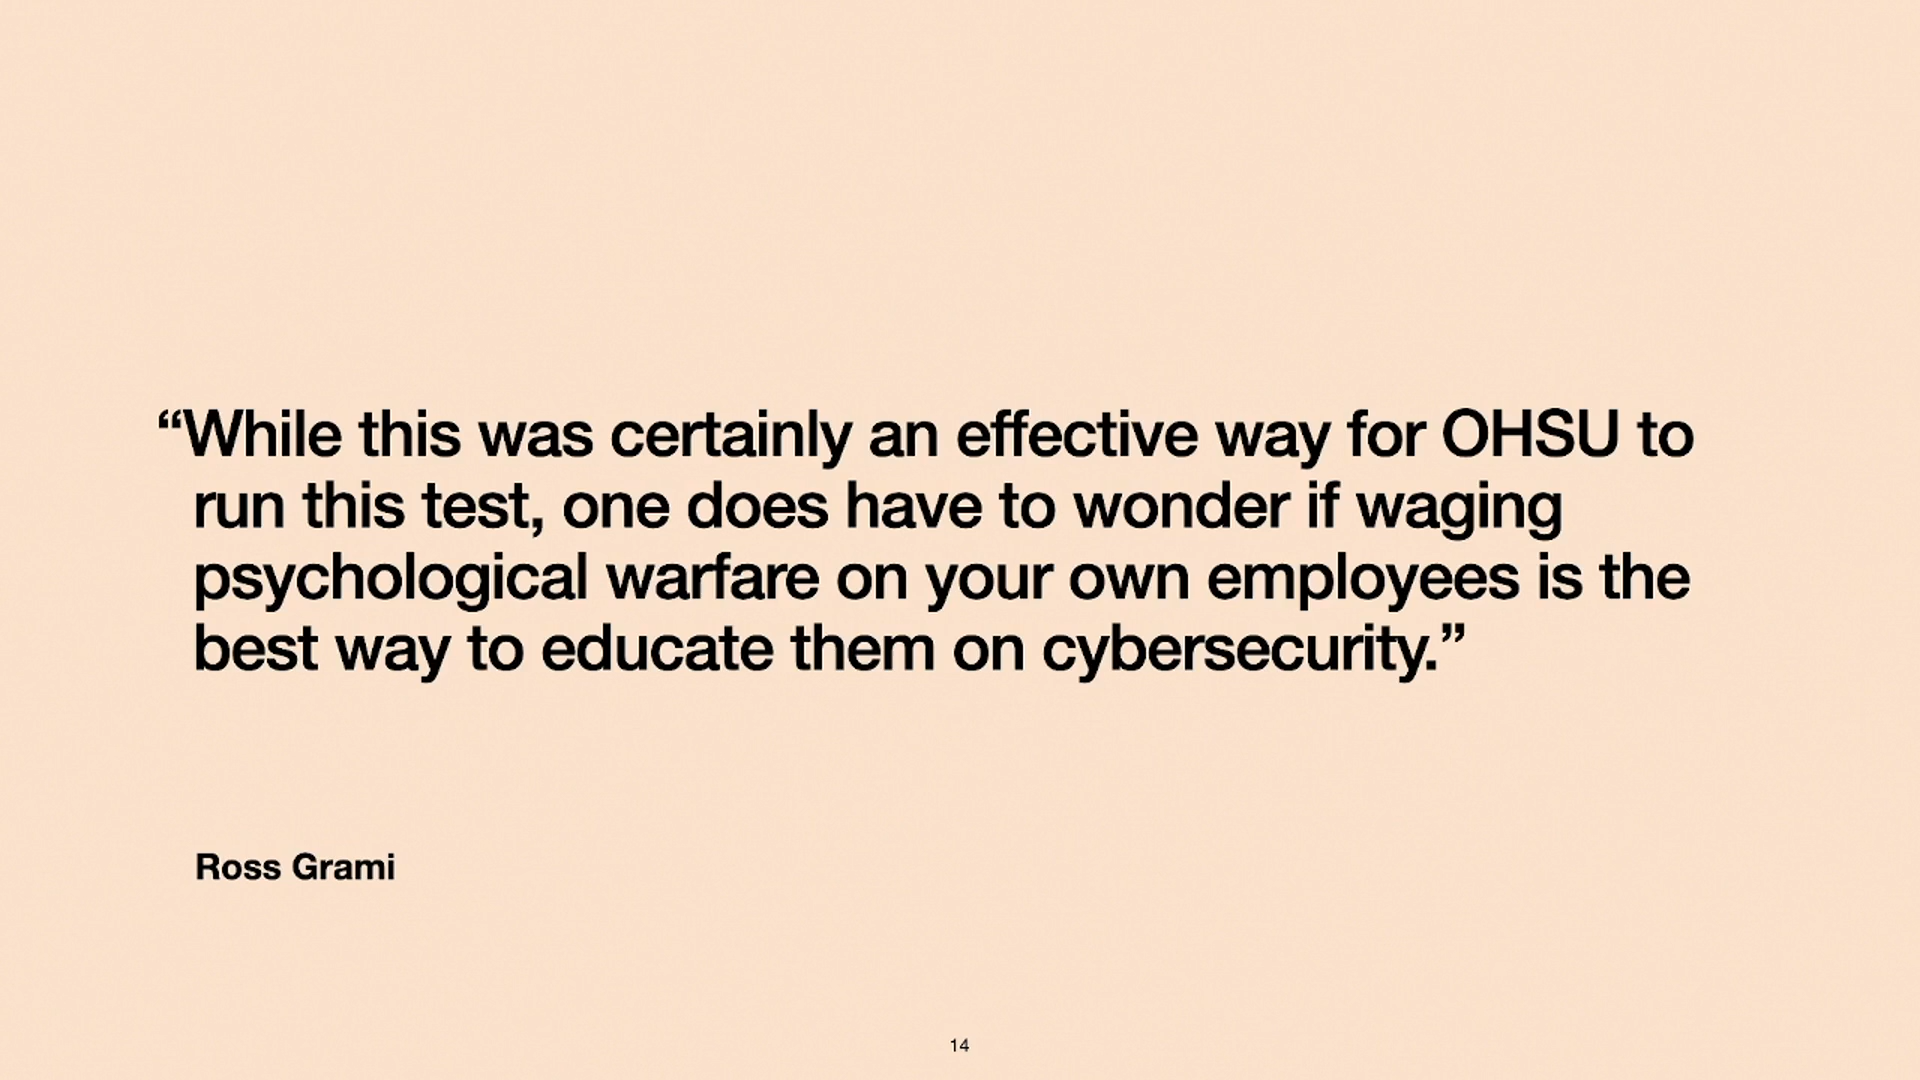 “While this was certainly an effective way for OHSU to
run this test, one does have to wonder if waging
psychological warfare on your own employees is the
best way to educate them on cybersecurity.”
Ross Grami
14